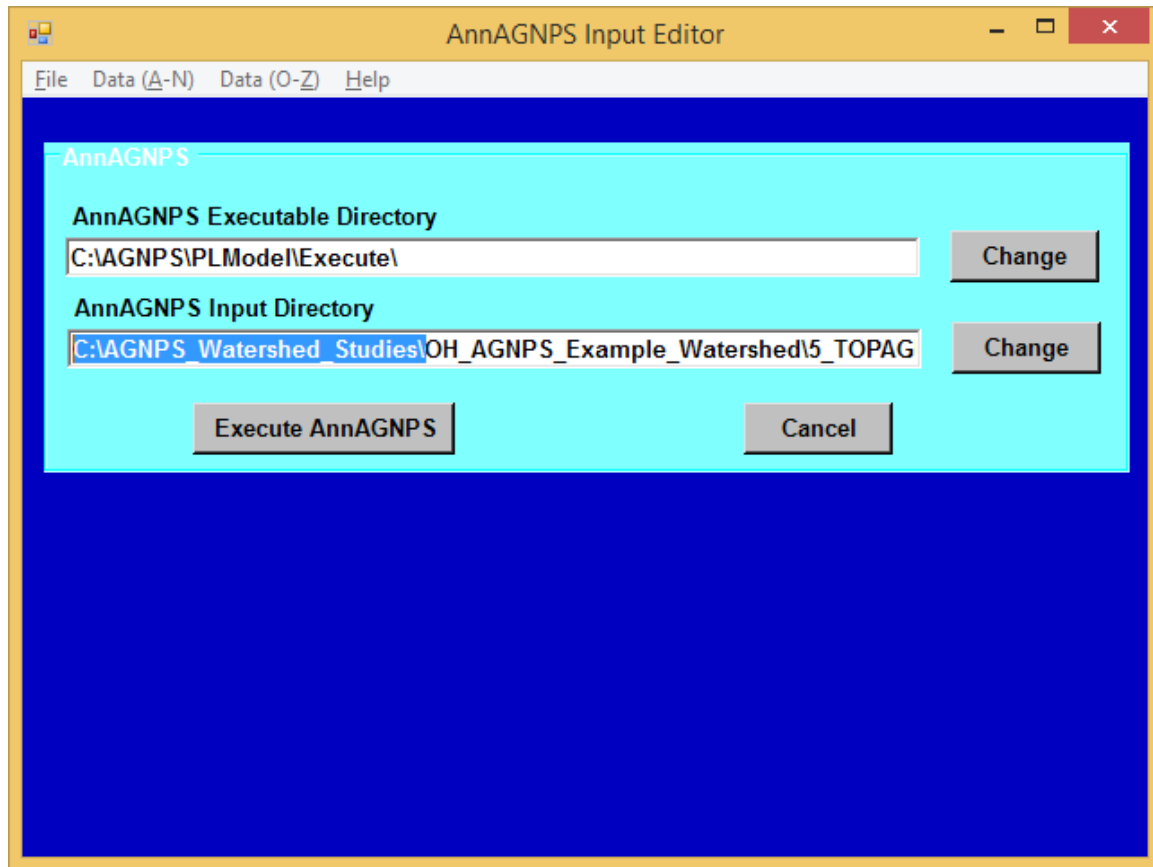 AnnAGNPS Input Editor
File Data (A-N) Data (O-Z) Help
AnnAGNPS
AnnAGNPS Executable Directory
C:\AGNPS\PLModel\Execute\
Change
AnnAGNPS Input Directory
C:\AGNPS_Watershed_Studies\OH_AGNPS_Example_Watershed\5_TOPAG
Change
Execute AnnAGNPS
Cancel